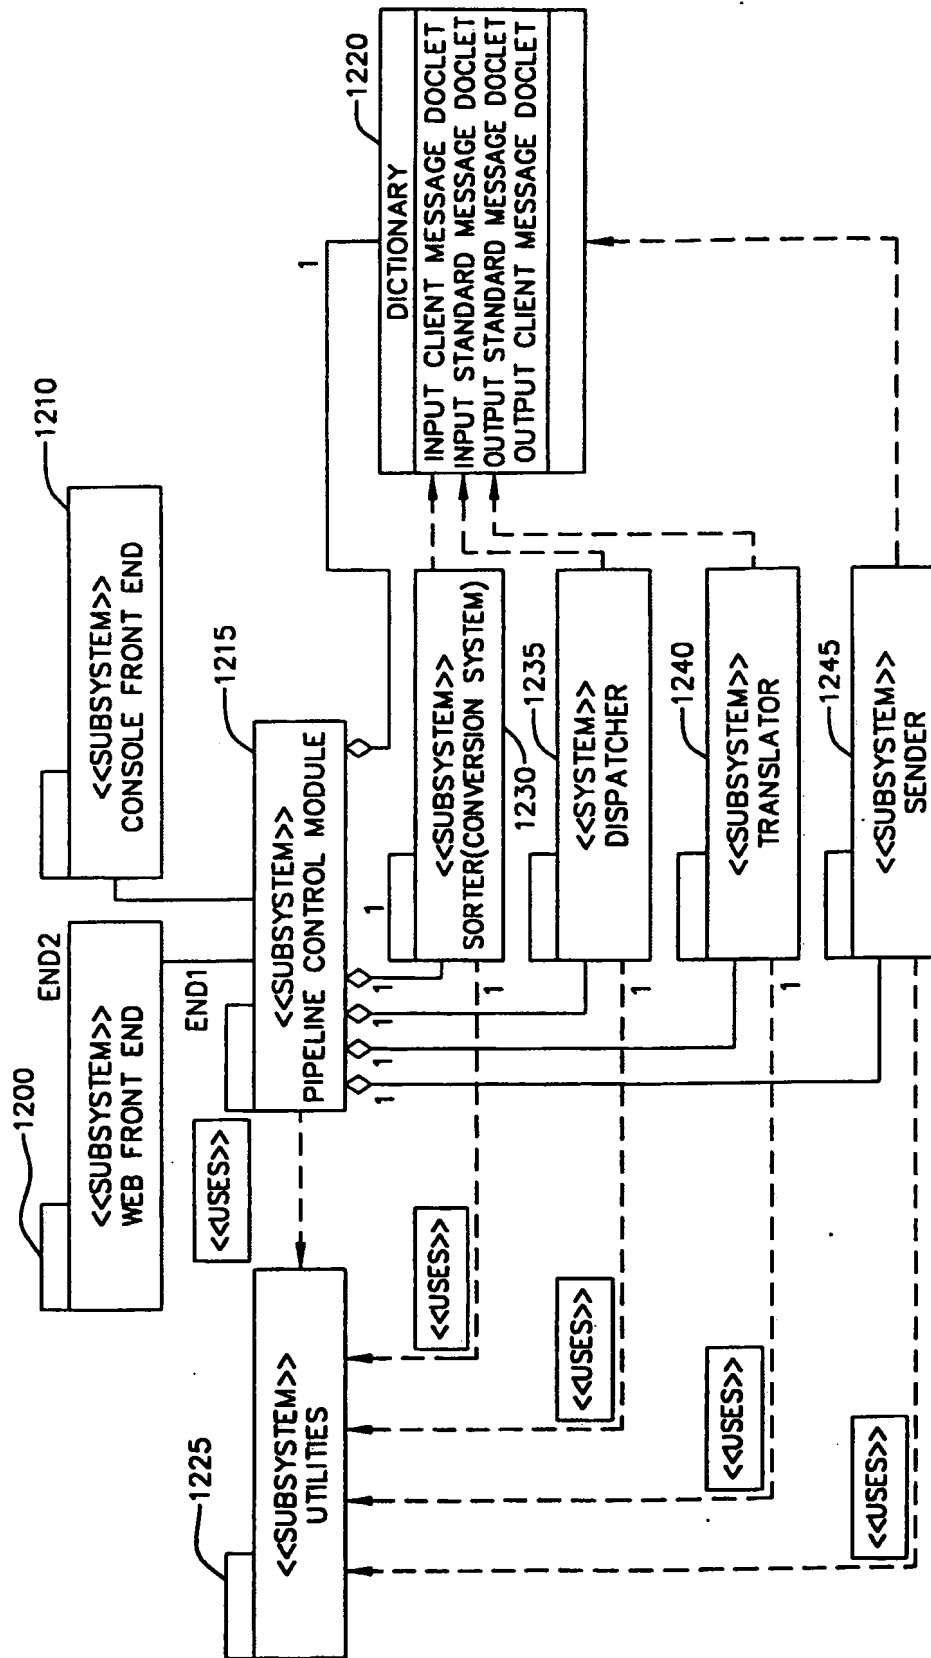 1200
<<SUBSYSTEM>>
WEB FRONT END
END2
1210
<<SUBSYSTEM>>
CONSOLE FRONT END
END1
1215
<<SUBSYSTEM>>
PIPELINE CONTROL MODULE
<<USES>>
1225
<<SUBSYSTEM>>
UTILITIES
1
1220
DICTIONARY
INPUT CLIENT MESSAGE DOCLET
INPUT STANDARD MESSAGE DOCLET
OUTPUT STANDARD MESSAGE DOCLET
OUTPUT CLIENT MESSAGE DOCLET
1
1
1
1
1
<<SUBSYSTEM>>
SORTER(CONVERSION SYSTEM)
1230
1
<<USES>>
1235
<<SYSTEM>>
DISPATCHER
1
<<USES>>
1240
<<SUBSYSTEM>>
TRANSLATOR
1
<<USES>>
1245
<<SUBSYSTEM>>
SENDER
<<USES>>